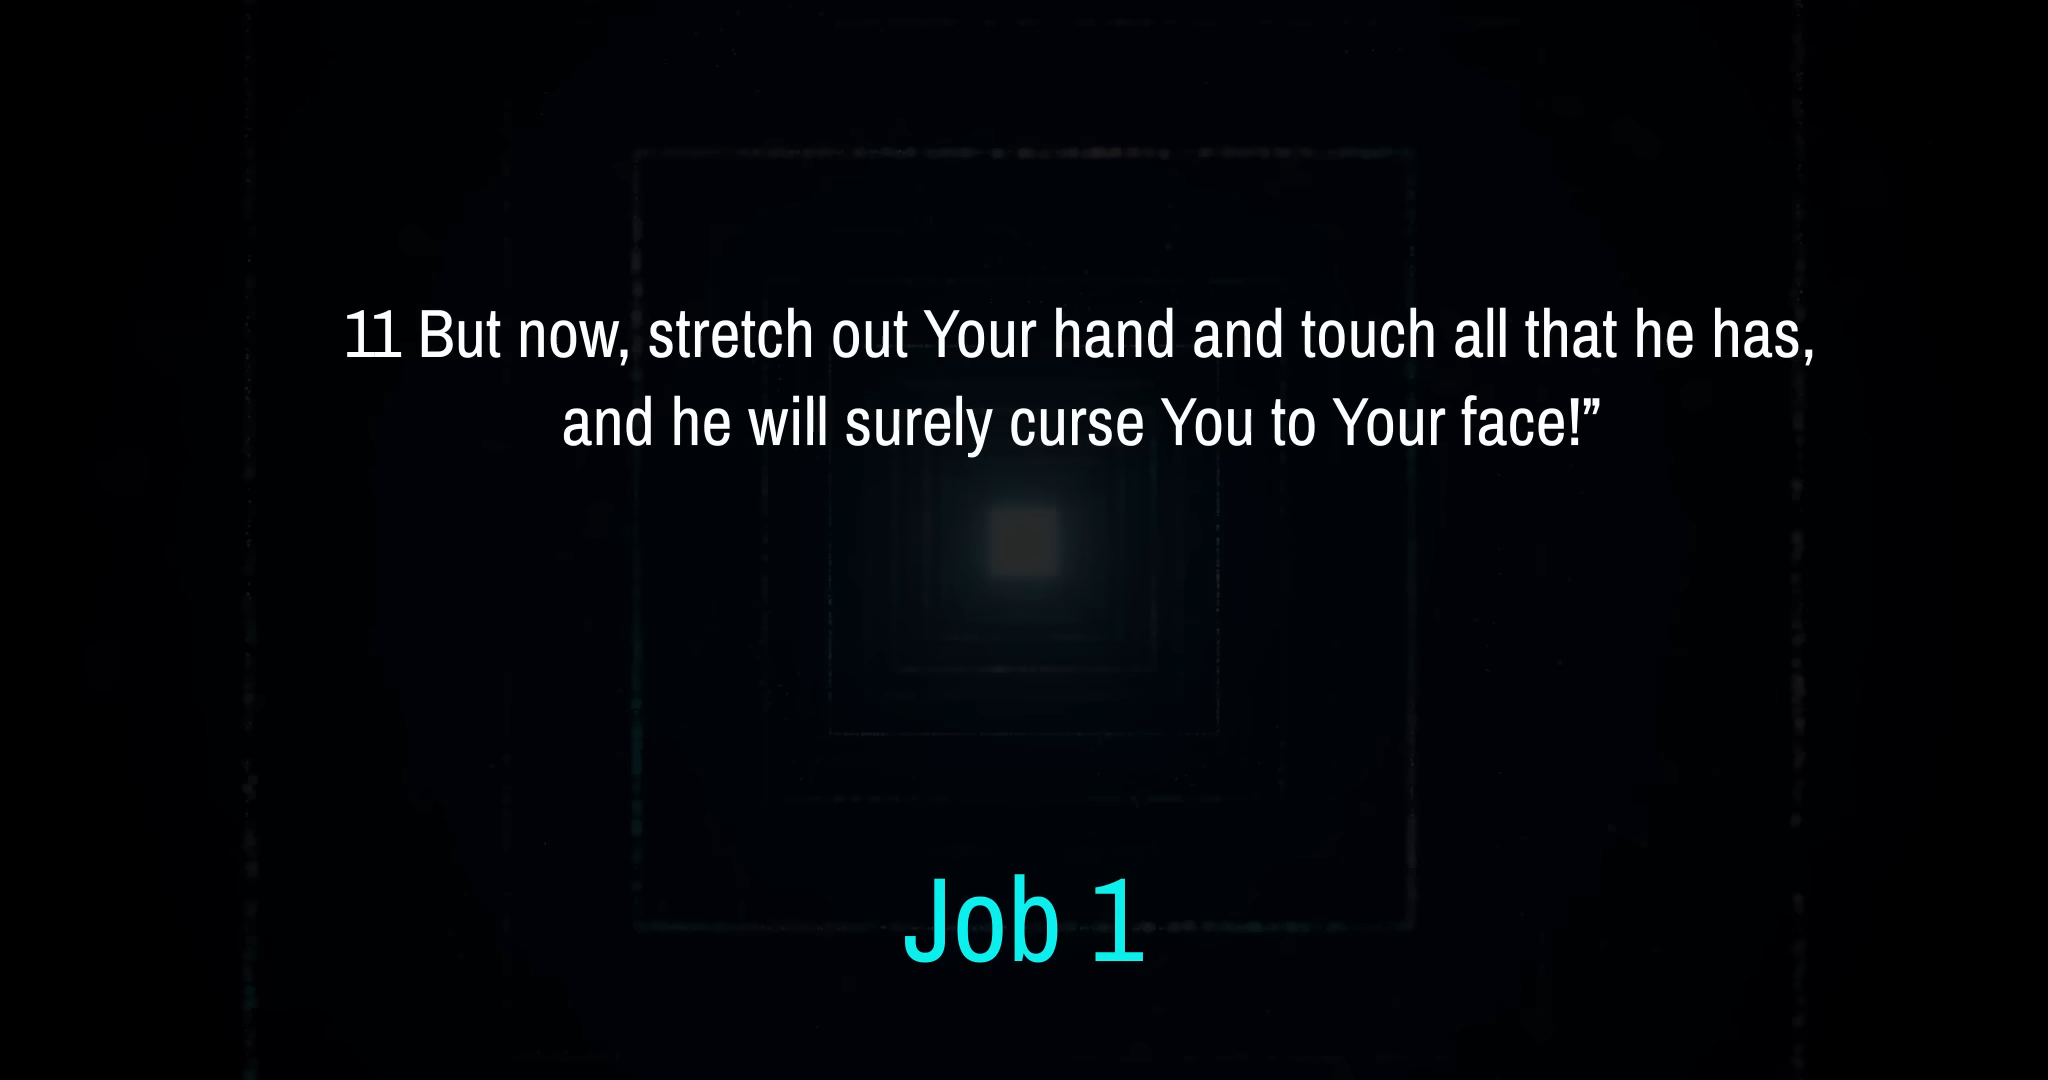 11 But now, stretch out Your hand and touch all that he has,
and he will surely curse You to Your face!”
Job 1